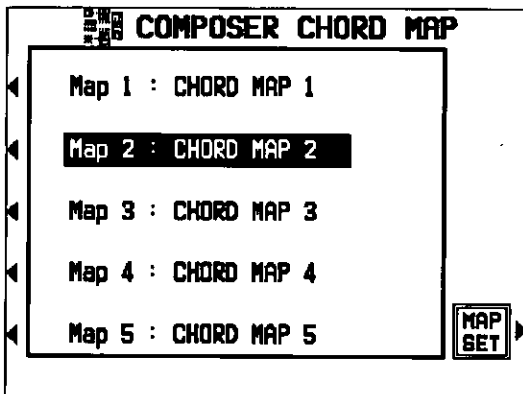 COMPOSER CHORD MAP
Map 1 : CHORD MAP 1
Map 2 : CHORD MAP 2
Map 3 : CHORD MAP 3
Map 4 : CHORD MAP 4
Map 5 : CHORD MAP 5
MAP
SET